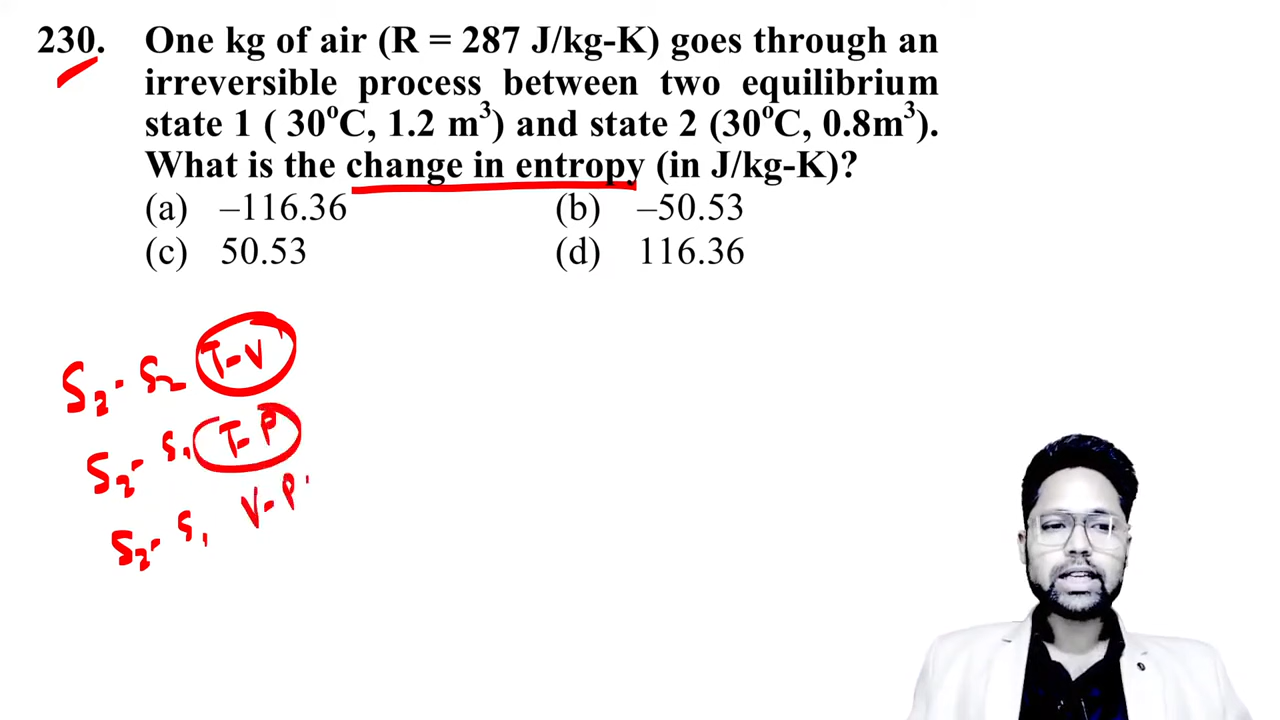 230. One kg of air (R = 287 J/kg-K) goes through an
irreversible process between two equilibrium
state 1 ( 30°C, 1.2 m³) and state 2 (30°C, 0.8m³).
What is the change in entropy (in J/kg-K)?
(a) –116.36 (b) –50.53
(c) 50.53 (d) 116.36
S₂ - S₂ T-V
S₂ - S₁ T-P
S₂ - S₁ V-P